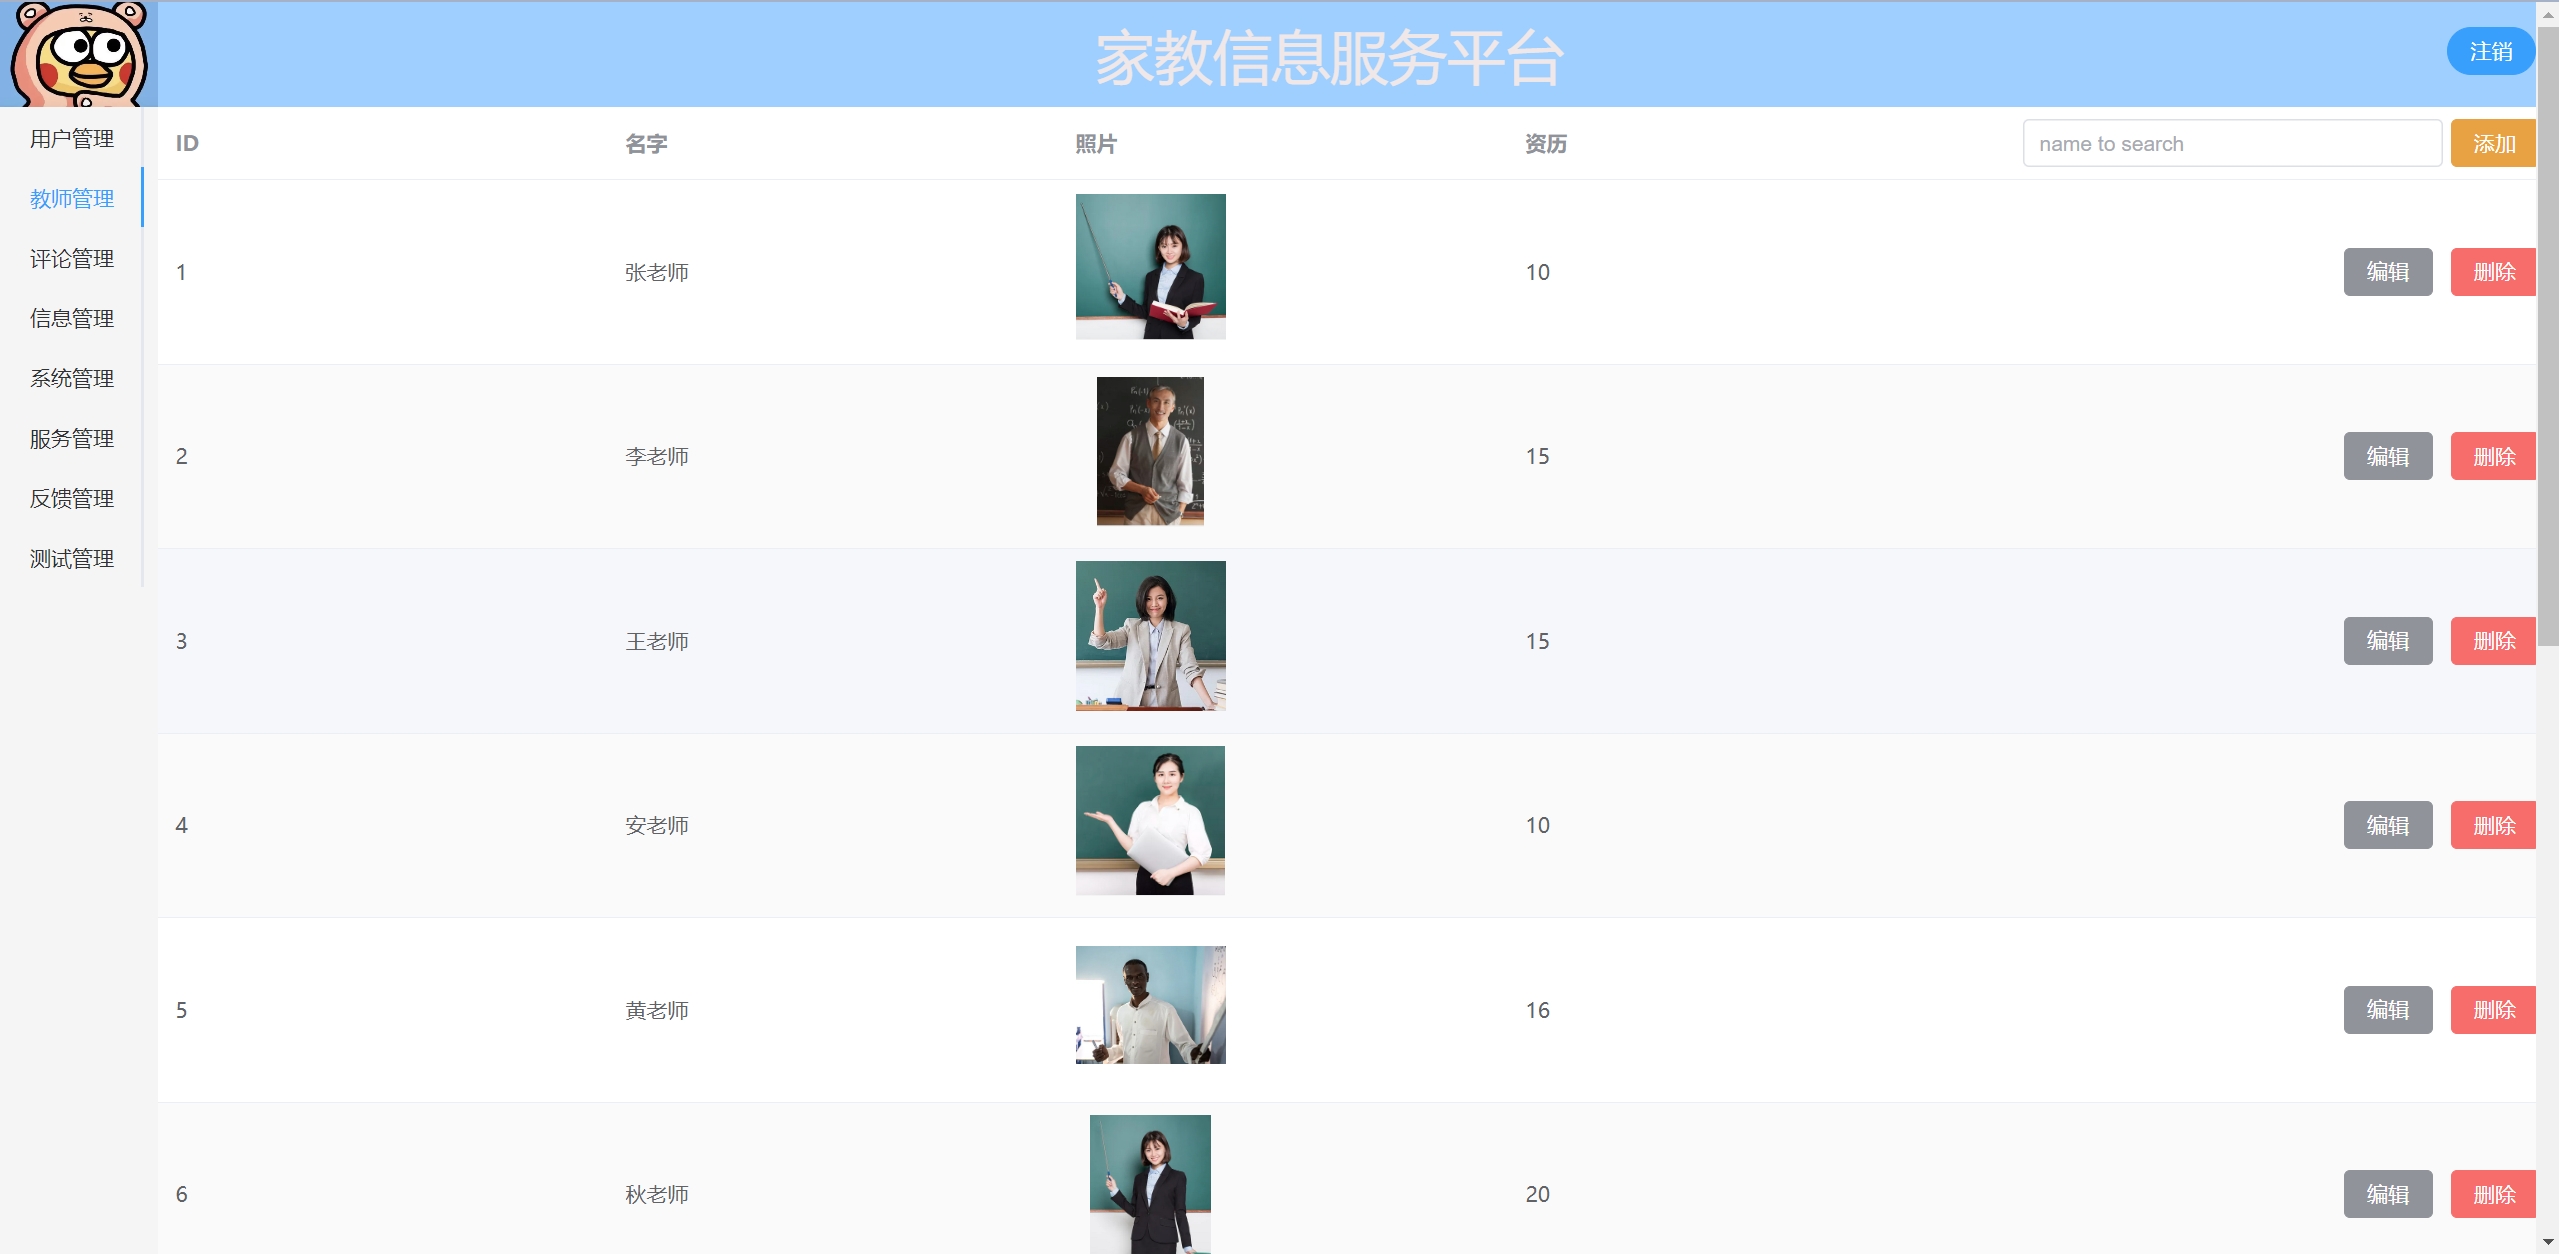 家教信息服务平台
注销
用户管理
教师管理
评论管理
信息管理
系统管理
服务管理
反馈管理
测试管理
ID 名字 照片 资历 name to search 添加
1 张老师 10 编辑 删除
2 李老师 15 编辑 删除
3 王老师 15 编辑 删除
4 安老师 10 编辑 删除
5 黄老师 16 编辑 删除
6 秋老师 20 编辑 删除